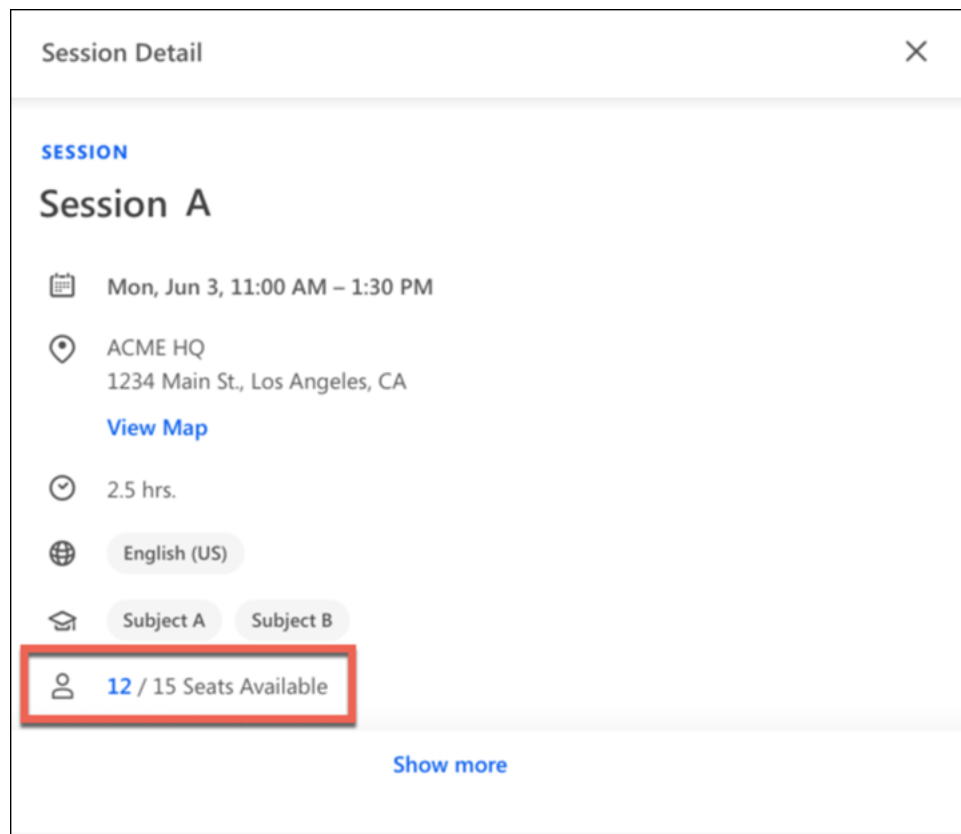 Session Detail
SESSION
Session A
Mon, Jun 3, 11:00 AM – 1:30 PM
ACME HQ
1234 Main St., Los Angeles, CA
View Map
2.5 hrs.
English (US)
Subject A Subject B
12 / 15 Seats Available
Show more